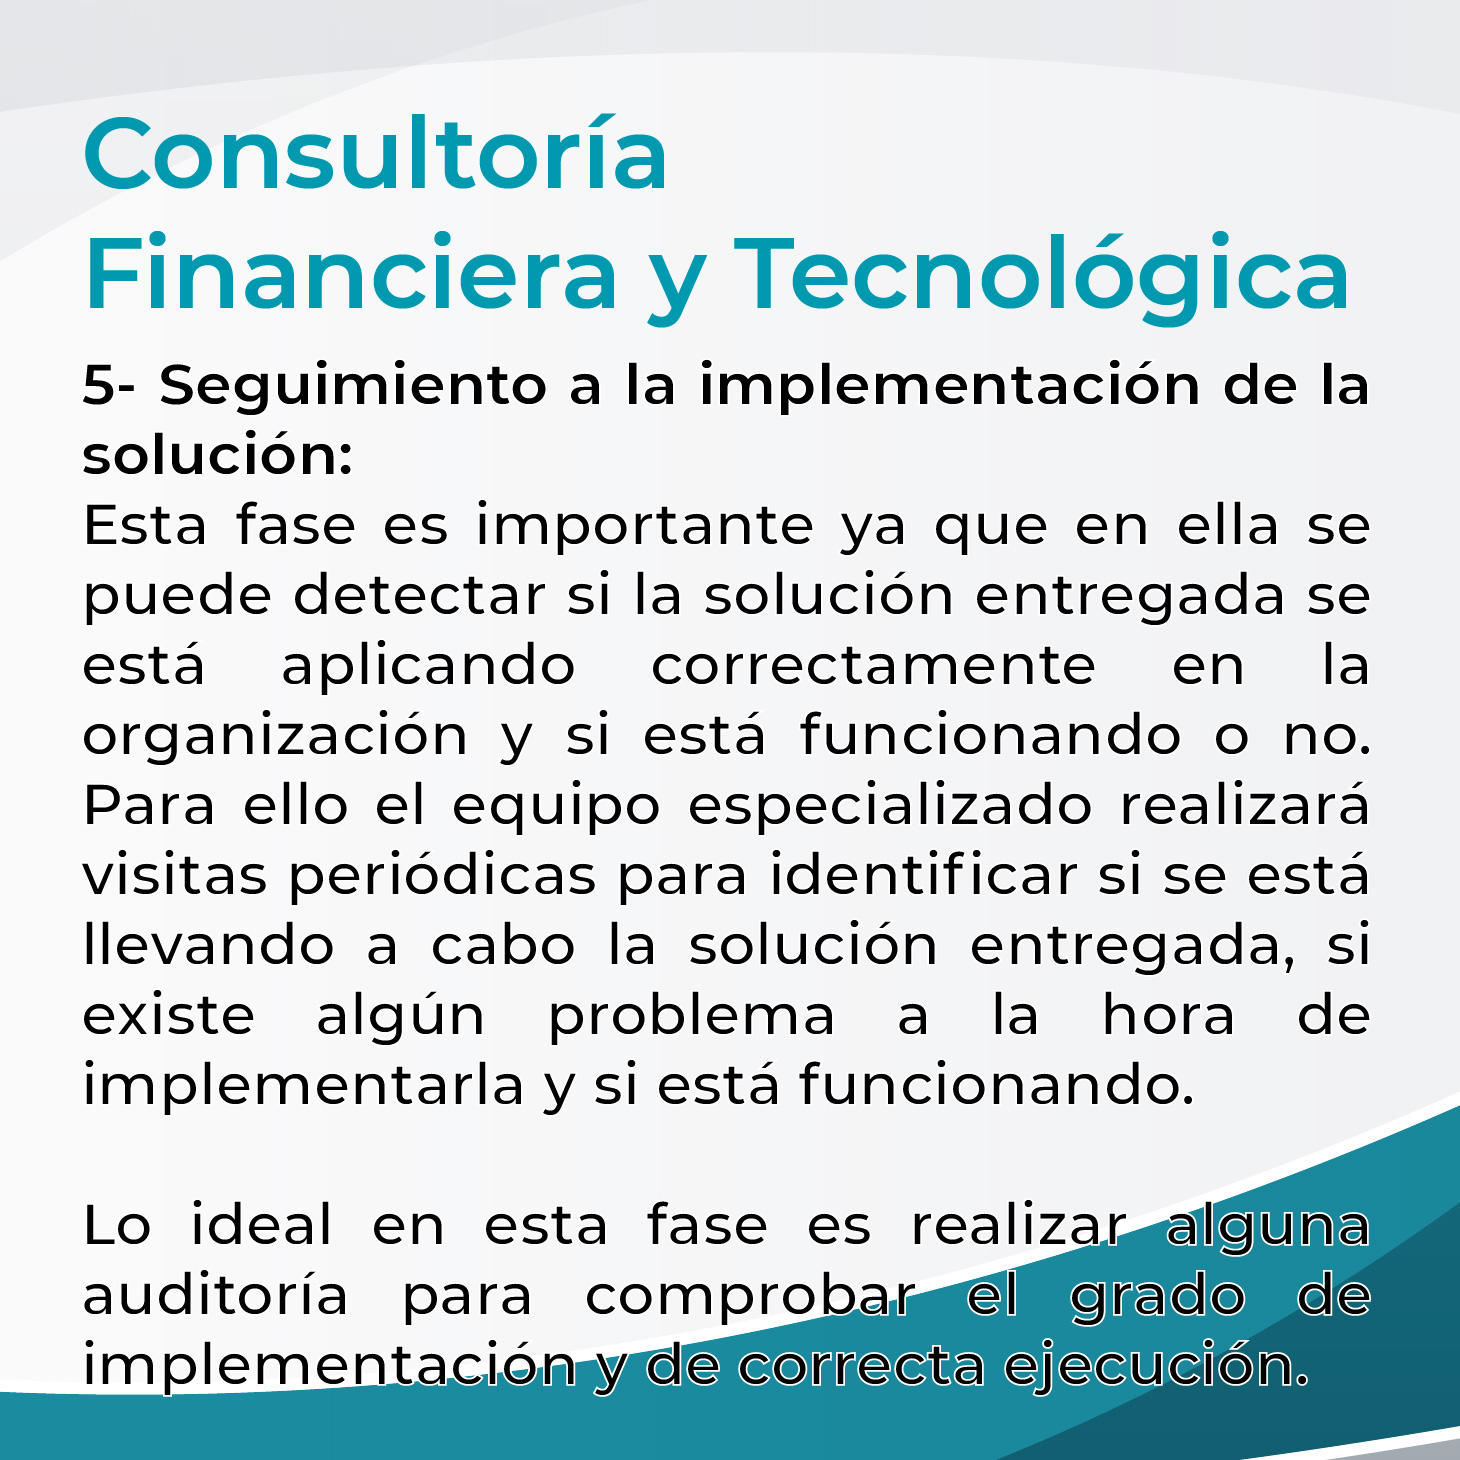 Consultoría
Financiera y Tecnológica
5- Seguimiento a la implementación de la
solución:
Esta fase es importante ya que en ella se
puede detectar si la solución entregada se
está aplicando correctamente en la
organización y si está funcionando o no.
Para ello el equipo especializado realizará
visitas periódicas para identificar si se está
llevando a cabo la solución entregada, si
existe algún problema a la hora de
implementarla y si está funcionando.
Lo ideal en esta fase es realizar alguna
auditoría para comprobar el grado de
implementación y de correcta ejecución.